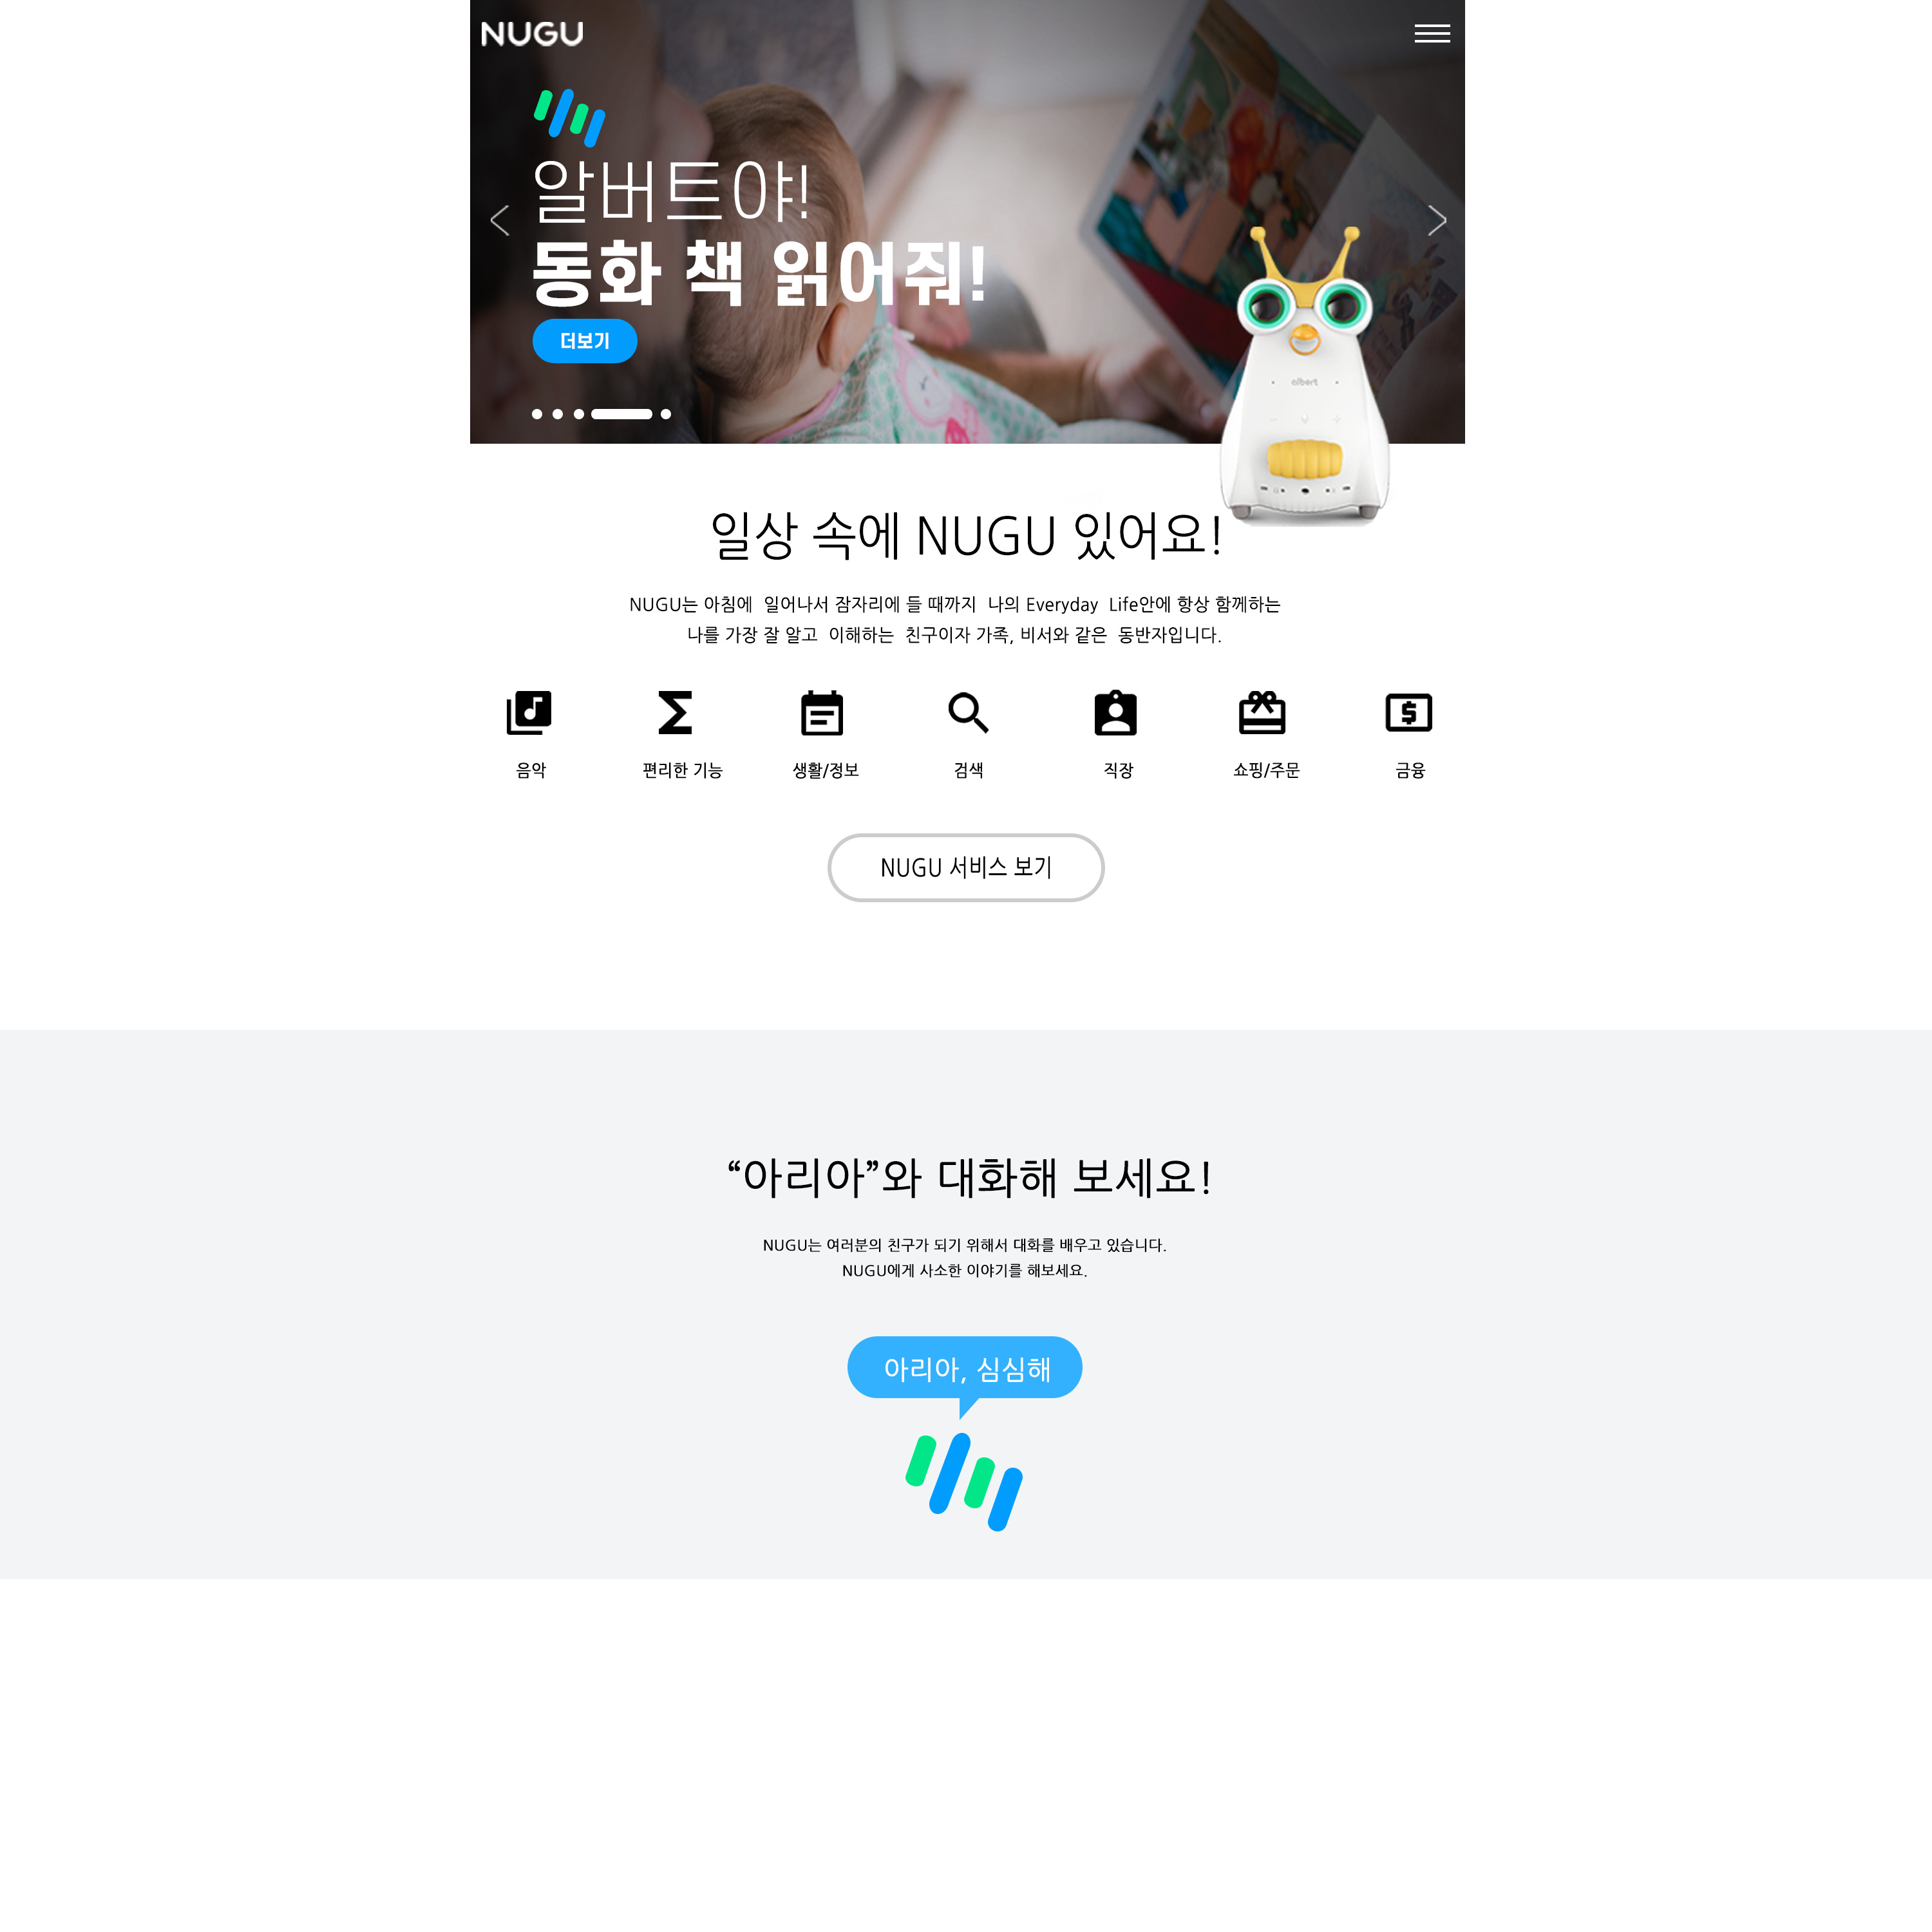 NUGU
알버트야!
동화 책 읽어줘!
더보기
albert
일상 속에 NUGU 있어요!
NUGU는 아침에 일어나서 잠자리에 들 때까지 나의 Everyday Life안에 항상 함께하는
나를 가장 잘 알고 이해하는 친구이자 가족, 비서와 같은 동반자입니다.
음악 편리한 기능 생활/정보 검색 직장 쇼핑/주문 금융
NUGU 서비스 보기
“아리아”와 대화해 보세요!
NUGU는 여러분의 친구가 되기 위해서 대화를 배우고 있습니다.
NUGU에게 사소한 이야기를 해보세요.
아리아, 심심해